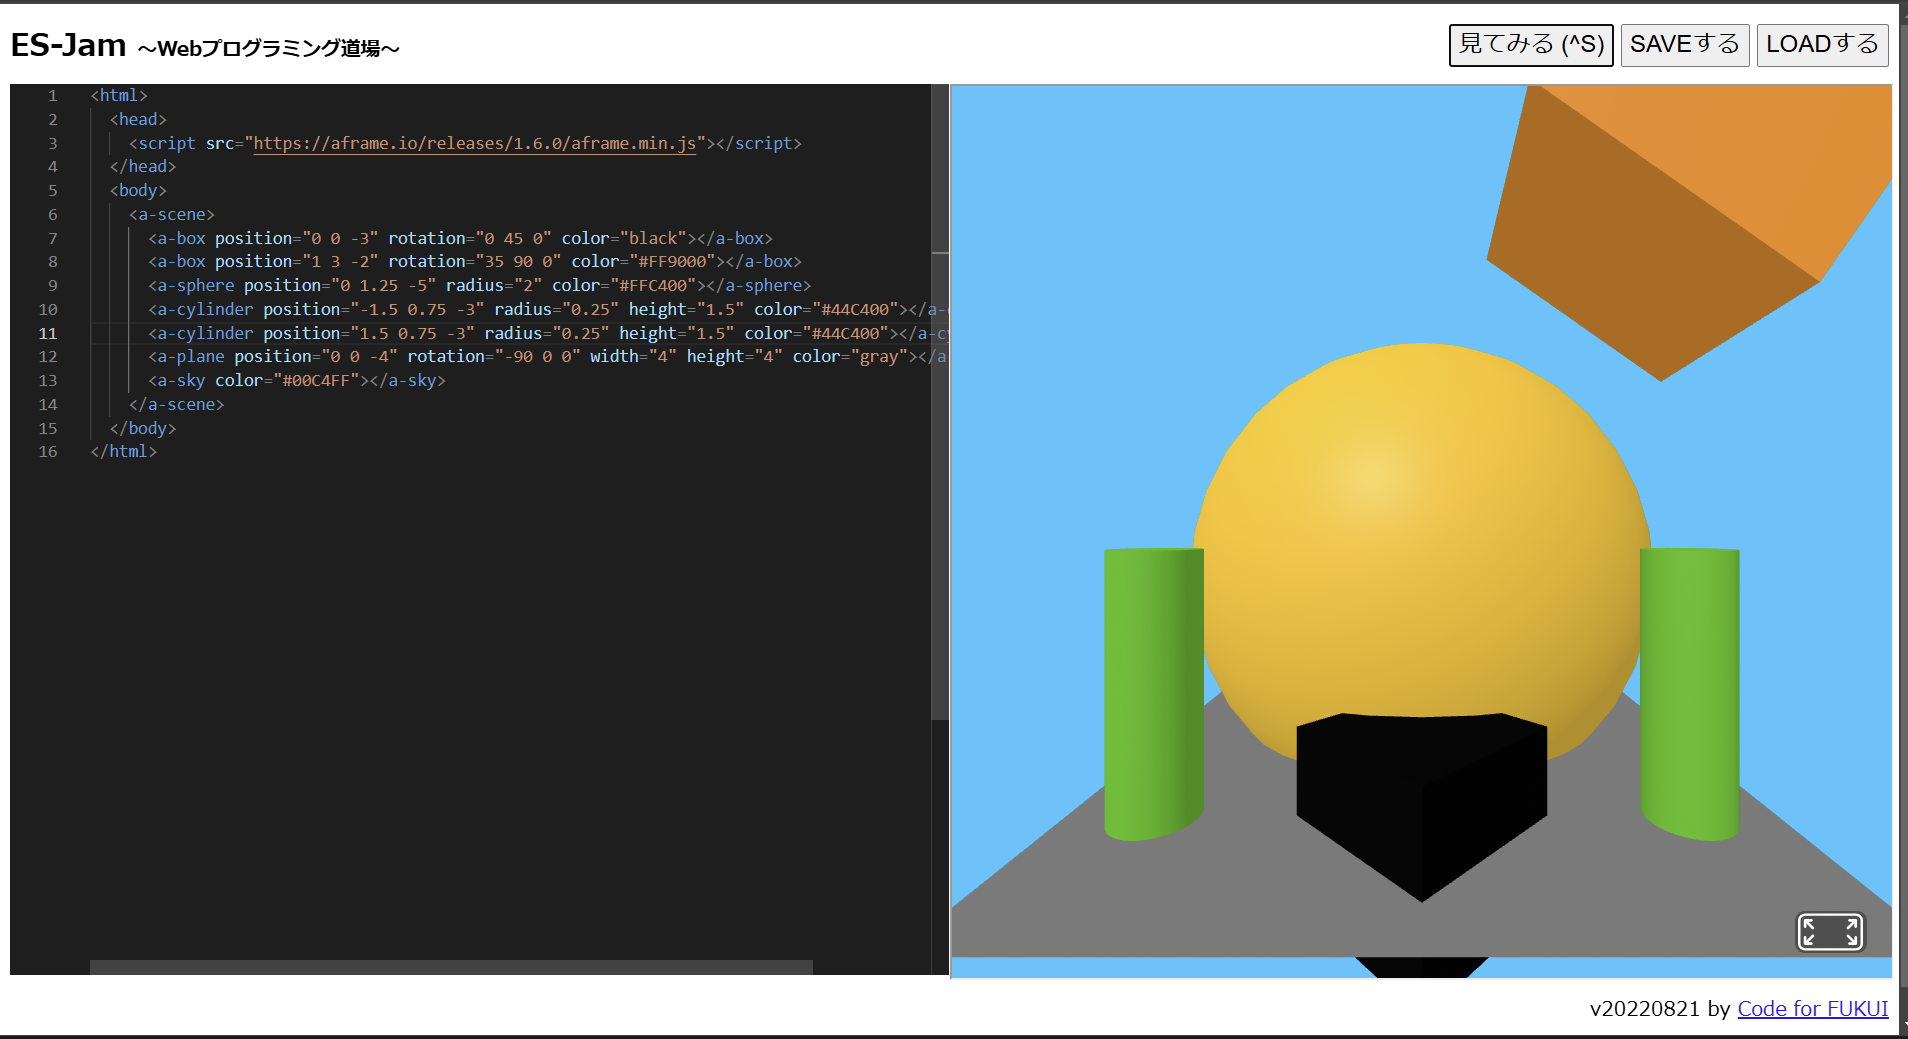 ES-Jam ～Webプログラミング道場～
見てみる (^S) SAVEする LOADする
1 <html>
2 <head>
3 <script src="https://aframe.io/releases/1.6.0/aframe.min.js"></script>
4 </head>
5 <body>
6 <a-scene>
7 <a-box position="0 0 -3" rotation="0 45 0" color="black"></a-box>
8 <a-box position="1 3 -2" rotation="35 90 0" color="#FF9000"></a-box>
9 <a-sphere position="0 1.25 -5" radius="2" color="#FFC400"></a-sphere>
10 <a-cylinder position="-1.5 0.75 -3" radius="0.25" height="1.5" color="#44C400"></a-c
11 <a-cylinder position="1.5 0.75 -3" radius="0.25" height="1.5" color="#44C400"></a-cy
12 <a-plane position="0 0 -4" rotation="-90 0 0" width="4" height="4" color="gray"></a
13 <a-sky color="#00C4FF"></a-sky>
14 </a-scene>
15 </body>
16 </html>
v20220821 by Code for FUKUI